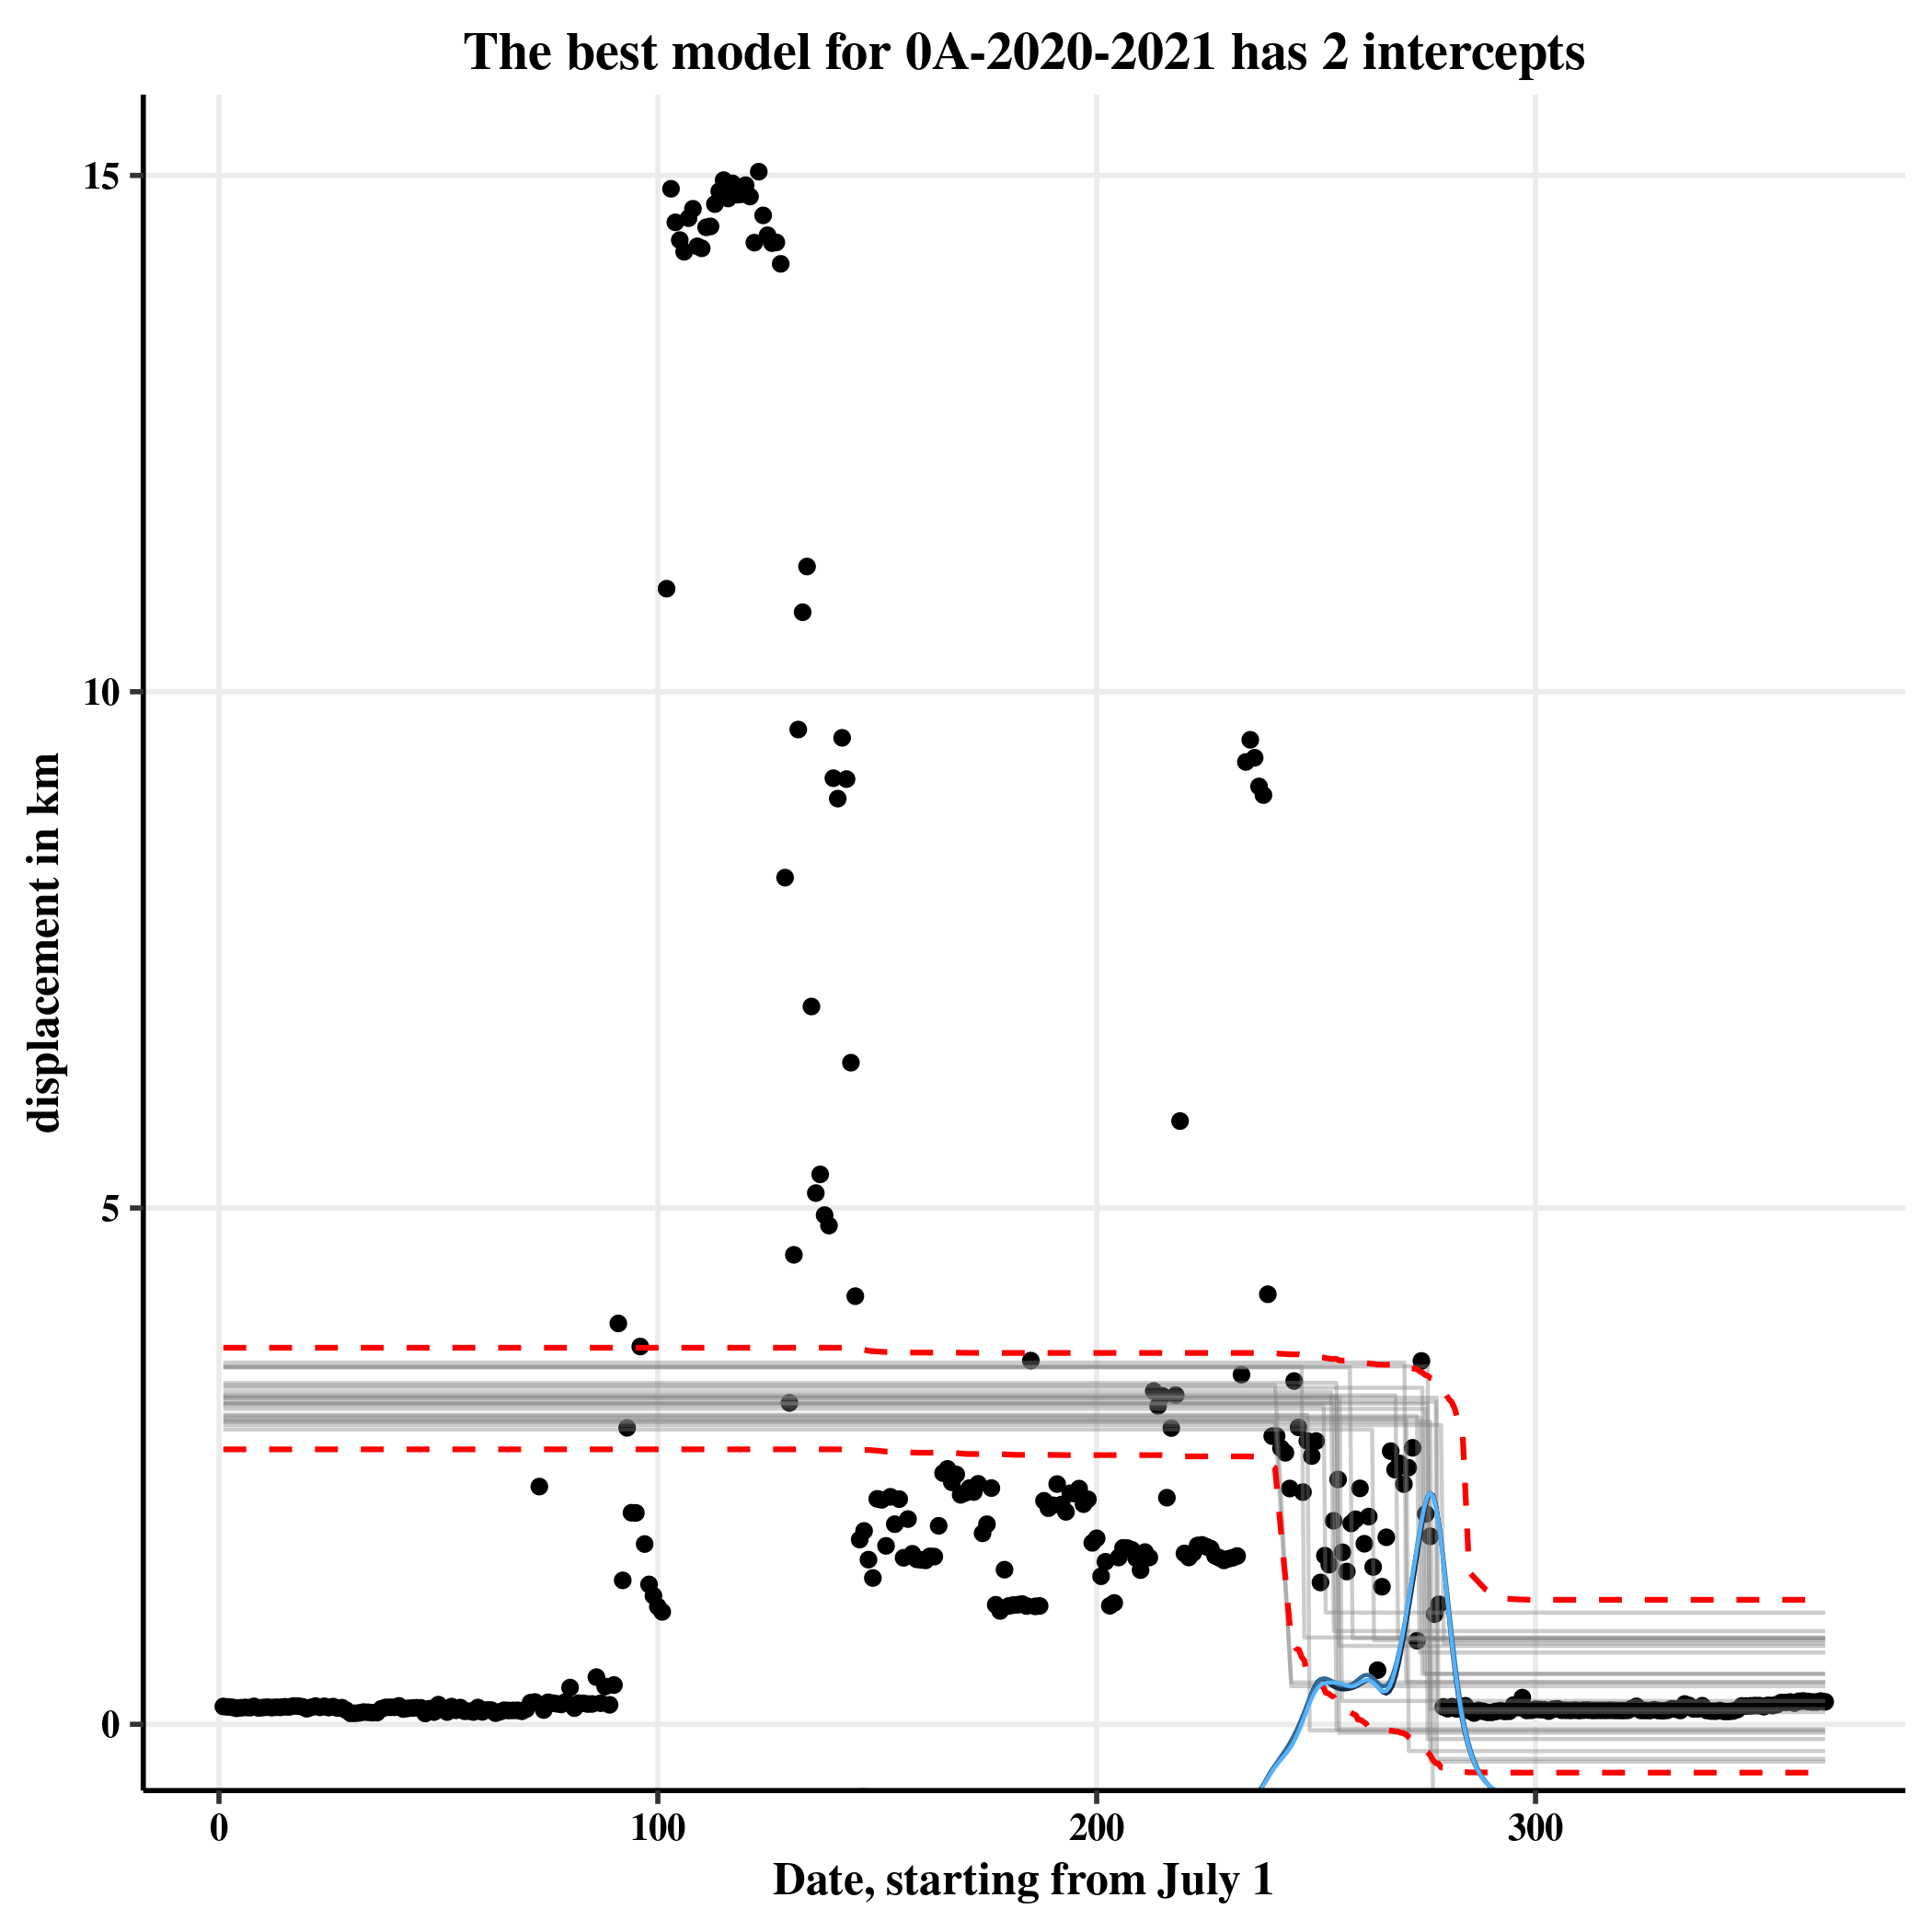 The best model for 0A-2020-2021 has 2 intercepts
displacement in km
15
10
5
0
0
100
200
300
Date, starting from July 1